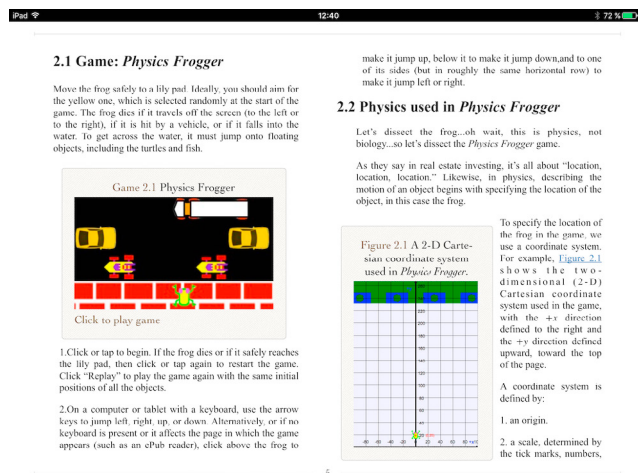 iPad
12:40
72 %
2.1 Game: Physics Frogger
Move the frog safely to a lily pad. Ideally, you should aim for
the yellow one, which is selected randomly at the start of the
game. The frog dies if it travels off the screen (to the left or
to the right), if it is hit by a vehicle, or if it falls into the
water. To get across the water, it must jump onto floating
objects, including the turtles and fish.
Game 2.1 Physics Frogger
Click to play game
1.Click or tap to begin. If the frog dies or if it safely reaches
the lily pad, then click or tap again to restart the game.
Click “Replay” to play the game again with the same initial
positions of all the objects.
2.On a computer or tablet with a keyboard, use the arrow
keys to jump left, right, up, or down. Alternatively, or if no
keyboard is present or it affects the page in which the game
appears (such as an ePub reader), click above the frog to
make it jump up, below it to make it jump down,and to one
of its sides (but in roughly the same horizontal row) to
make it jump left or right.
2.2 Physics used in Physics Frogger
Let’s dissect the frog...oh wait, this is physics, not
biology...so let’s dissect the Physics Frogger game.
As they say in real estate investing, it’s all about “location,
location, location.” Likewise, in physics, describing the
motion of an object begins with specifying the location of the
object, in this case the frog.
Figure 2.1 A 2-D Carte-
sian coordinate system
used in Physics Frogger.
To specify the location of
the frog in the game, we
use a coordinate system.
For example, Figure 2.1
shows the two-
dimensional (2-D)
Cartesian coordinate
system used in the game,
with the +x direction
defined to the right and
the +y direction defined
upward, toward the top
of the page.
A coordinate system is
defined by:
1. an origin.
2. a scale, determined by
the tick marks, numbers,